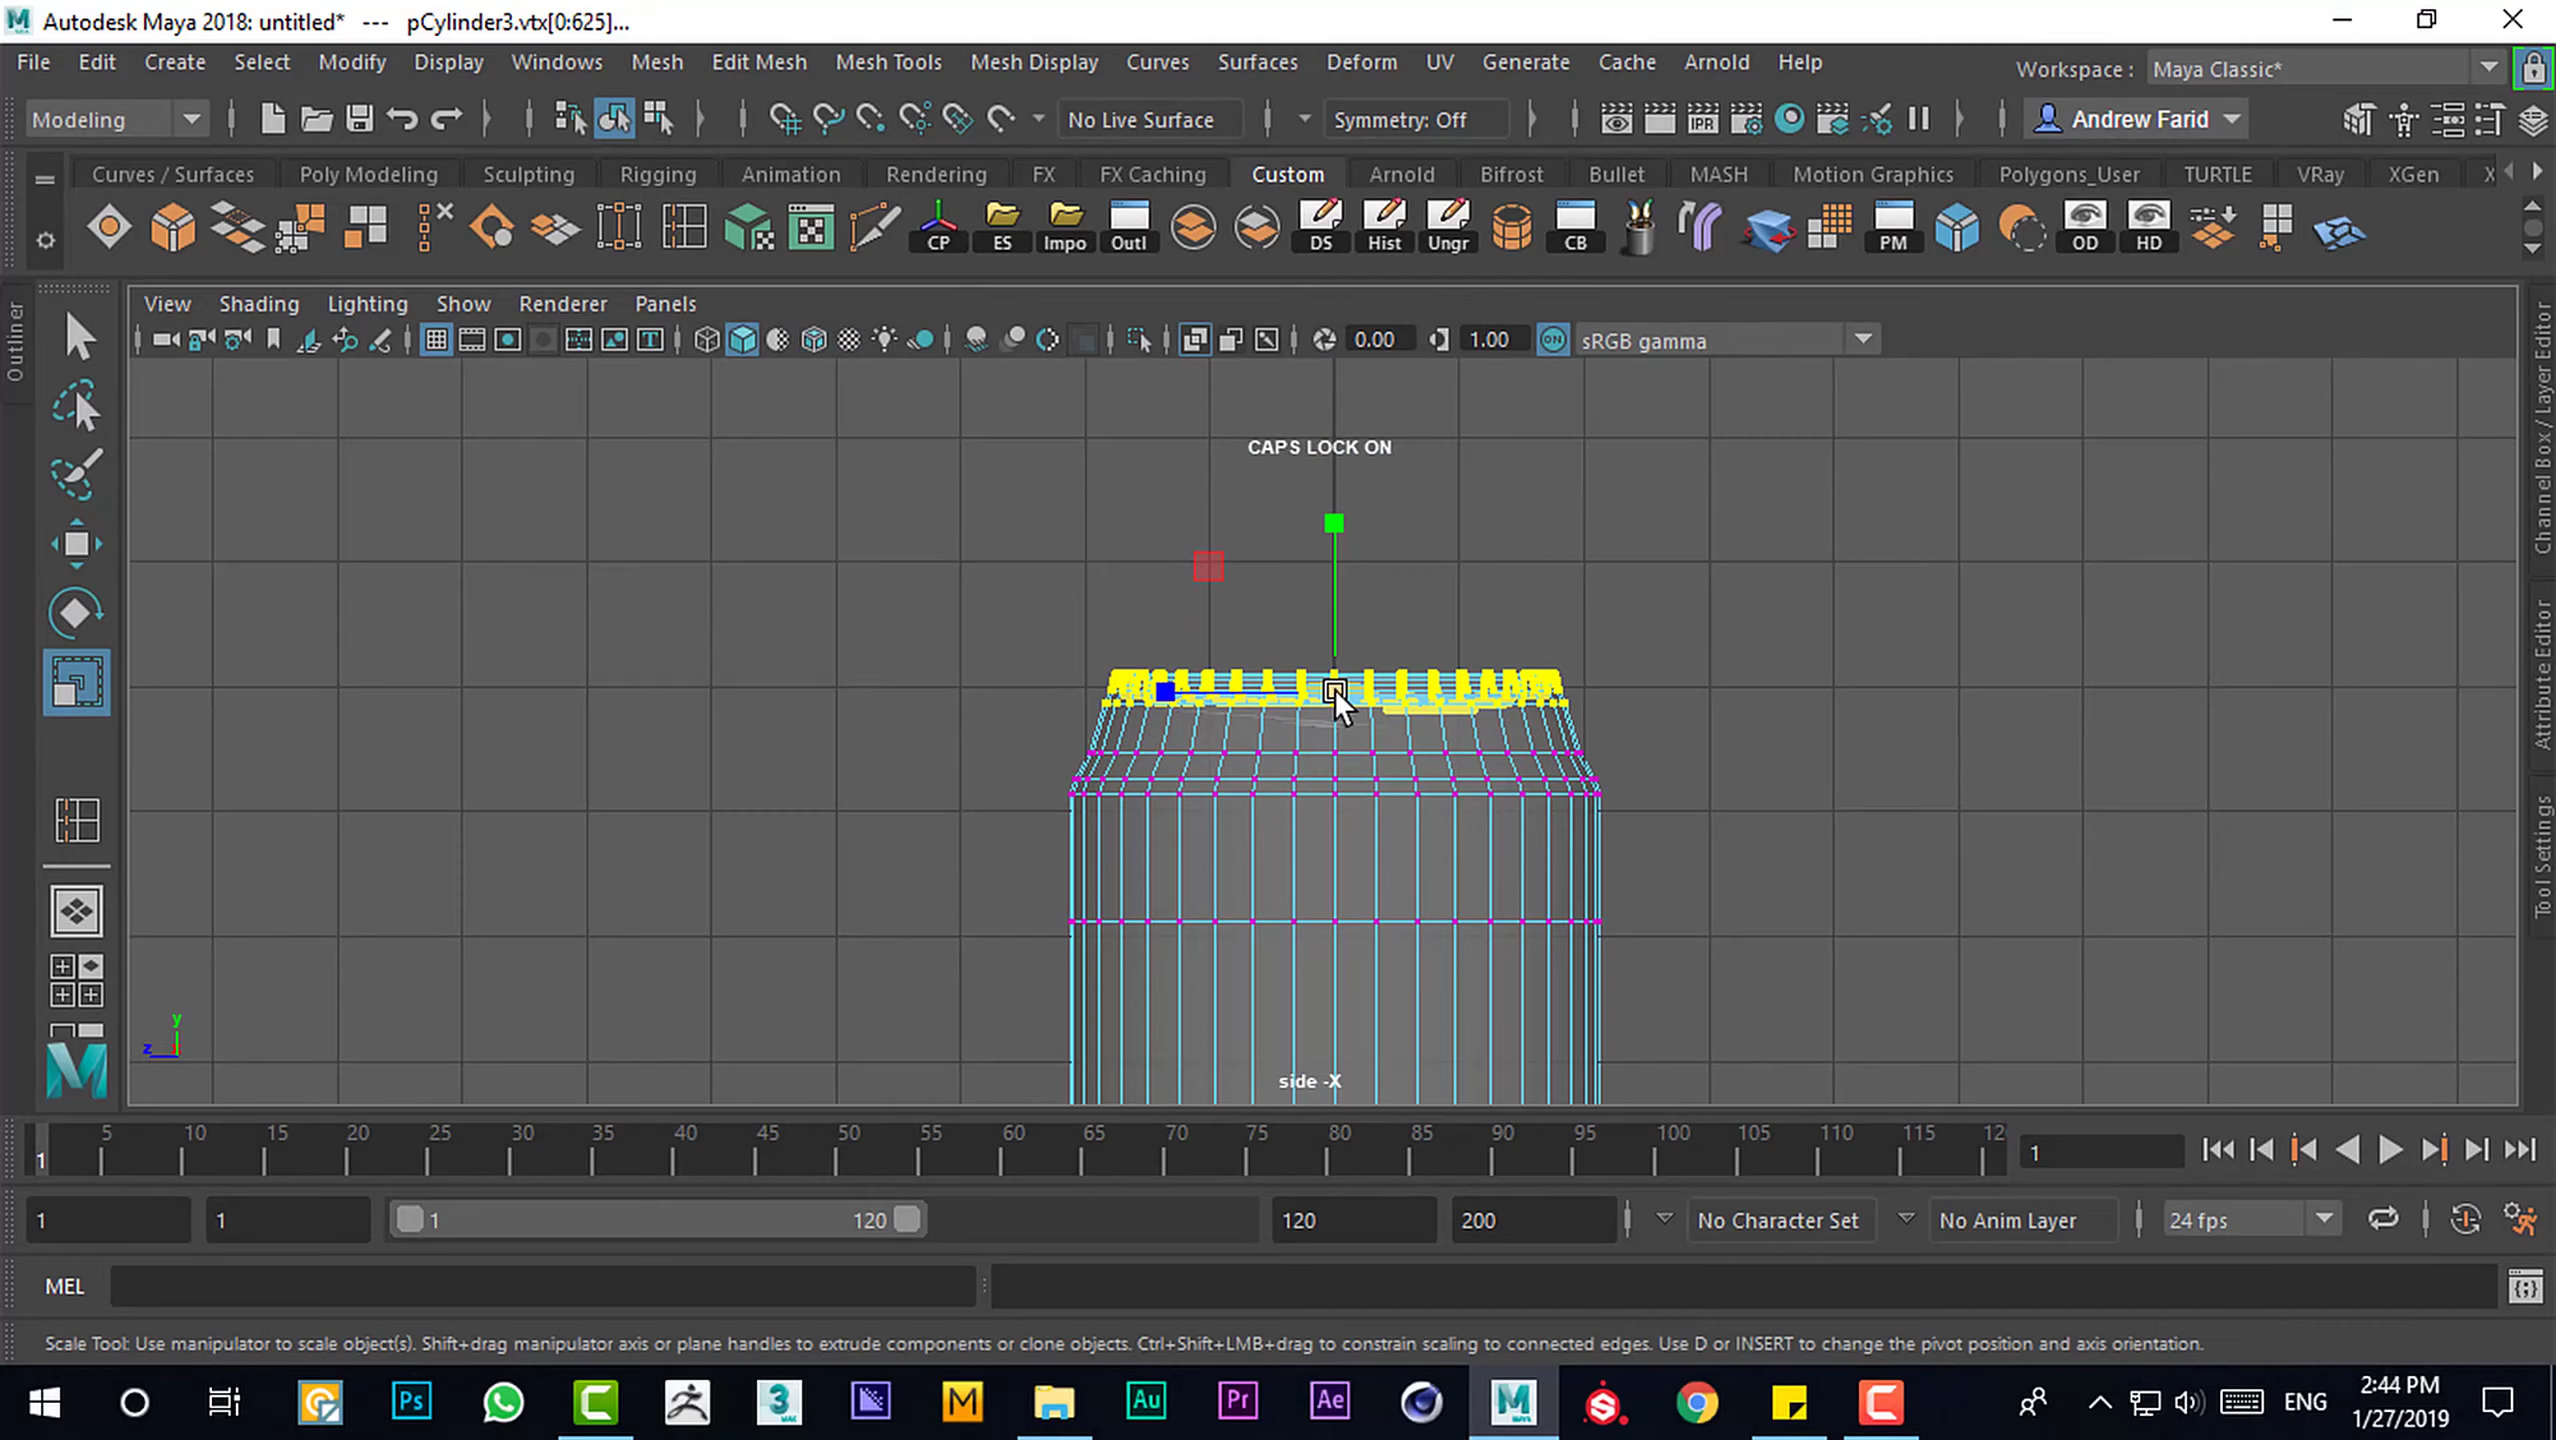 Autodesk Maya 2018: untitled* --- pCylinder3.vtx[0:625]...
File Edit Create Select Modify Display Windows Mesh Edit Mesh Mesh Tools Mesh Display Curves Surfaces Deform UV Generate Cache Arnold Help Workspace : Maya Classic*
Modeling No Live Surface Symmetry: Off IPR Andrew Farid
Curves / Surfaces Poly Modeling Sculpting Rigging Animation Rendering FX FX Caching Custom Arnold Bifrost Bullet MASH Motion Graphics Polygons_User TURTLE VRay XGen X
CP ES Impo Outl DS Hist Ungr CB PM OD HD
Outliner
View Shading Lighting Show Renderer Panels
0.00 1.00 ON sRGB gamma
Channel Box / Layer Editor
Attribute Editor
Tool Settings
CAPS LOCK ON
y
z
side -X
5 10 15 20 25 30 35 40 45 50 55 60 65 70 75 80 85 90 95 100 105 110 115 12
1 1
1 1 1 120 120 200 No Character Set No Anim Layer 24 fps
MEL
Scale Tool: Use manipulator to scale object(s). Shift+drag manipulator axis or plane handles to extrude components or clone objects. Ctrl+Shift+LMB+drag to constrain scaling to connected edges. Use D or INSERT to change the pivot position and axis orientation.
Ps 3 M Au Pr Ae M S C ENG 2:44 PM
1/27/2019